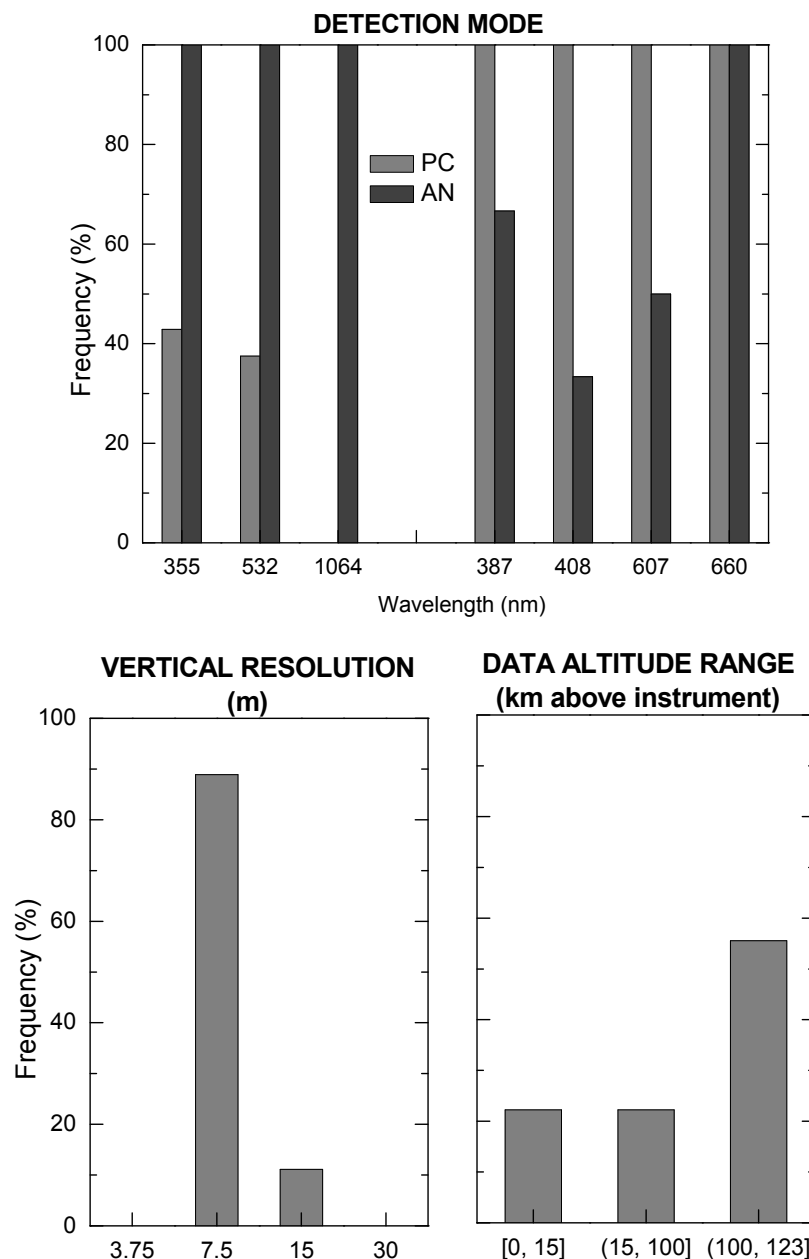 DETECTION MODE
Frequency (%)
100
80
60
40
20
0
PC
AN
355 532 1064 387 408 607 660
Wavelength (nm)
VERTICAL RESOLUTION
(m)
Frequency (%)
100
80
60
40
20
0
3.75 7.5 15 30
DATA ALTITUDE RANGE
(km above instrument)
[0, 15] (15, 100] (100, 123]